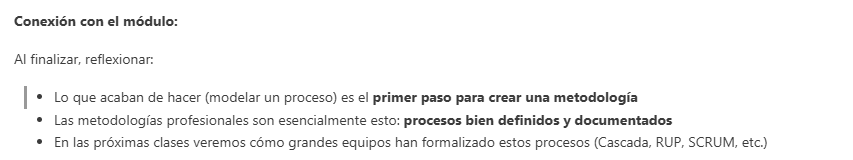 Conexión con el módulo:
Al finalizar, reflexionar:
• Lo que acaban de hacer (modelar un proceso) es el primer paso para crear una metodología
• Las metodologías profesionales son esencialmente esto: procesos bien definidos y documentados
• En las próximas clases veremos cómo grandes equipos han formalizado estos procesos (Cascada, RUP, SCRUM, etc.)